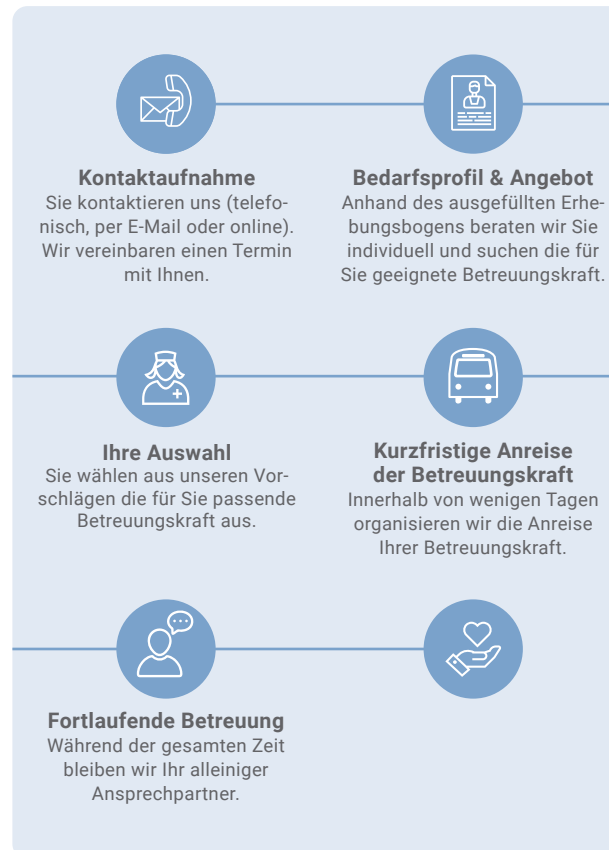 Kontaktaufnahme
Sie kontaktieren uns (telefo-
nisch, per E-Mail oder online).
Wir vereinbaren einen Termin
mit Ihnen.
Bedarfsprofil & Angebot
Anhand des ausgefüllten Erhe-
bungsbogens beraten wir Sie
individuell und suchen die für
Sie geeignete Betreuungskraft.
Ihre Auswahl
Sie wählen aus unseren Vor-
schlägen die für Sie passende
Betreuungskraft aus.
Kurzfristige Anreise
der Betreuungskraft
Innerhalb von wenigen Tagen
organisieren wir die Anreise
Ihrer Betreuungskraft.
Fortlaufende Betreuung
Während der gesamten Zeit
bleiben wir Ihr alleiniger
Ansprechpartner.